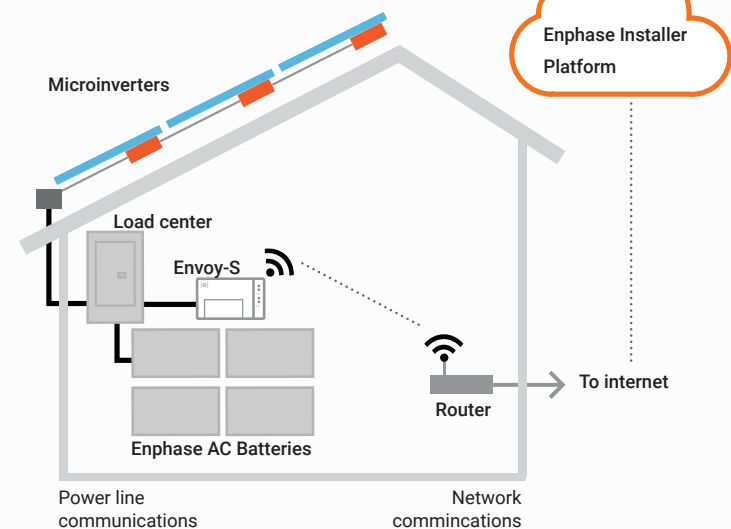 Enphase Installer
Platform
Microinverters
Load center
Envoy-S
To internet
Router
Enphase AC Batteries
Power line
communications
Network
commincations